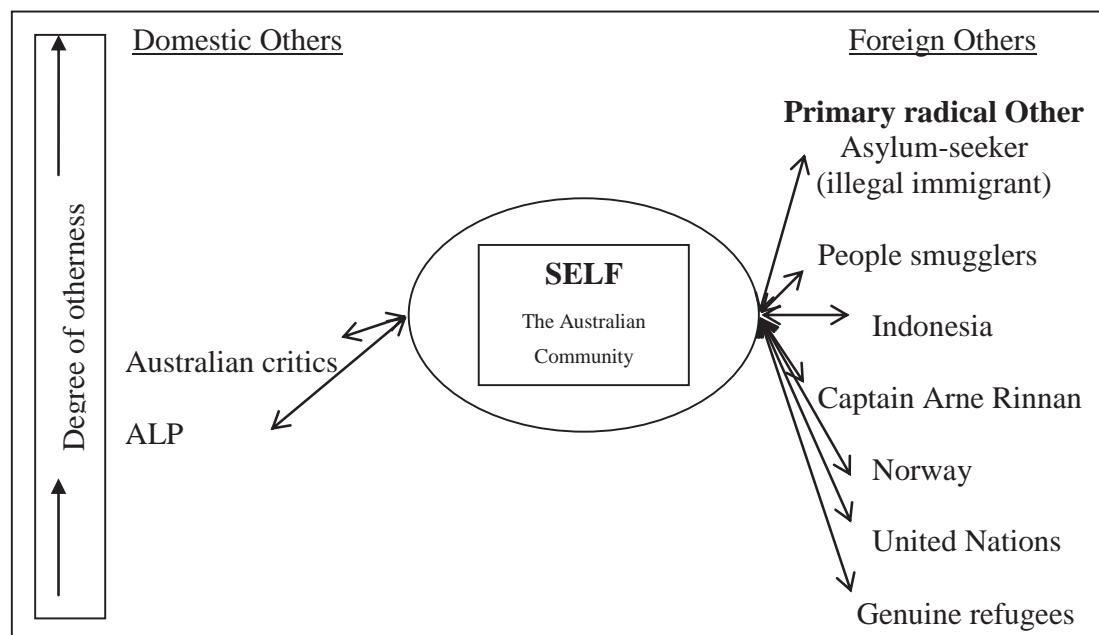 Domestic Others
Foreign Others
Degree of otherness
Primary radical Other
Asylum-seeker
(illegal immigrant)
People smugglers
SELF
The Australian
Community
Indonesia
Australian critics
Captain Arne Rinnan
ALP
Norway
United Nations
Genuine refugees